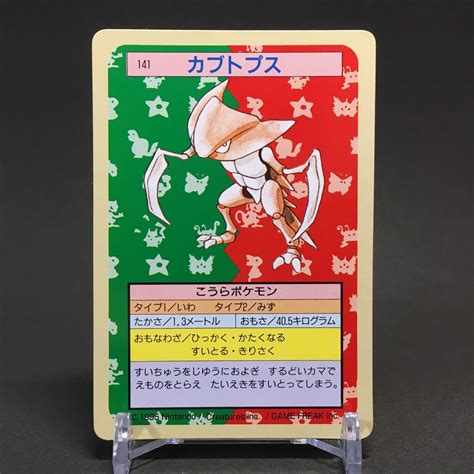 141 カブトプス
こうらポケモン
タイプ1/いわ タイプ2/みず
たかさ/1.3メートル おもさ/40.5キログラム
おもなわざ/ひっかく・かたくなる
すいとる・きりさく
すいちゅうをじゆうにおよぎ するどいカマで
えものをとらえ たいえきをすいとってしまう。
©1995 Nintendo / Creatures inc. / GAME FREAK inc.